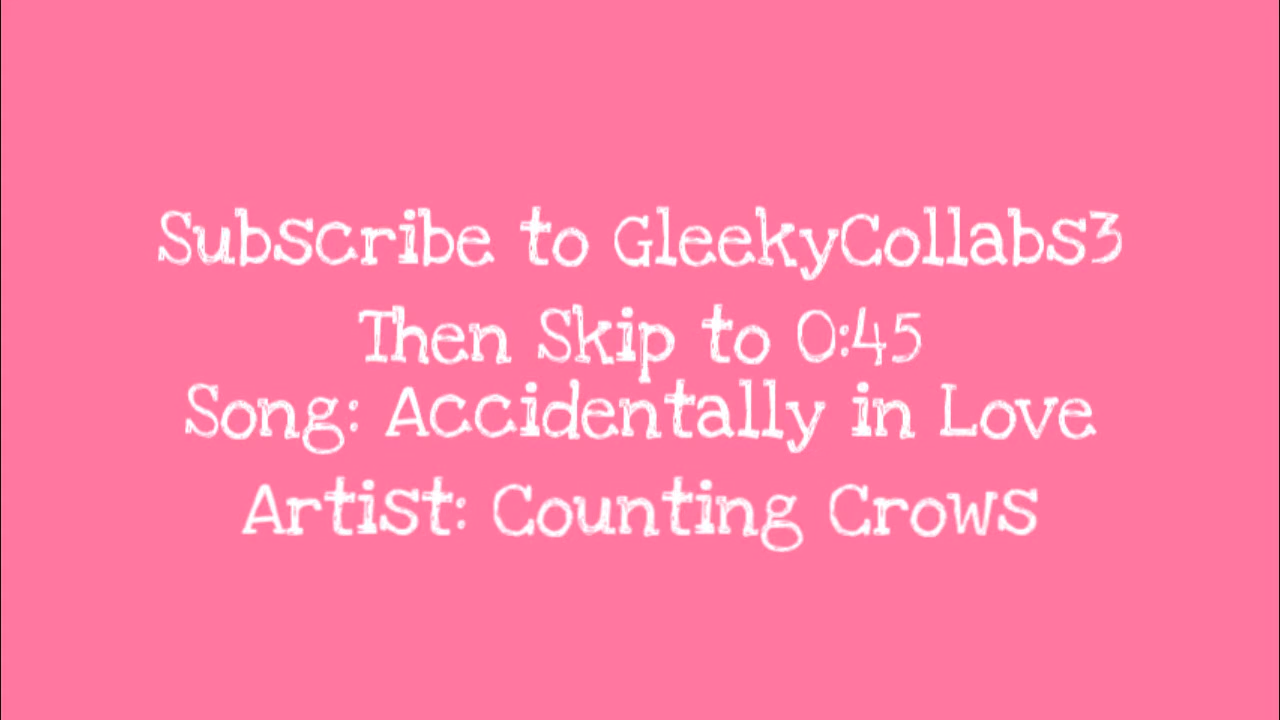 Subscribe to GleekyCollabs3
Then Skip to 0:45
Song: Accidentally in Love
Artist: Counting Crows